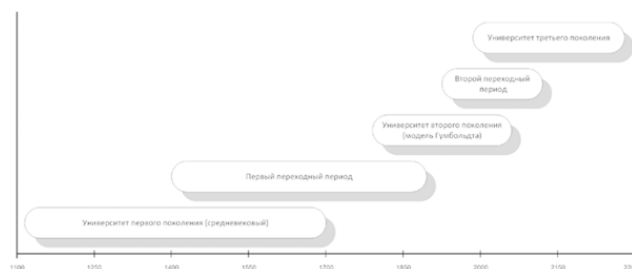 Университет третьего поколения
Второй переходный
период
Университет второго поколения
(модель Гумбольдта)
Первый переходный период
Университет первого поколения (средневековый)
1100 1250 1400 1550 1700 1850 2000 2150